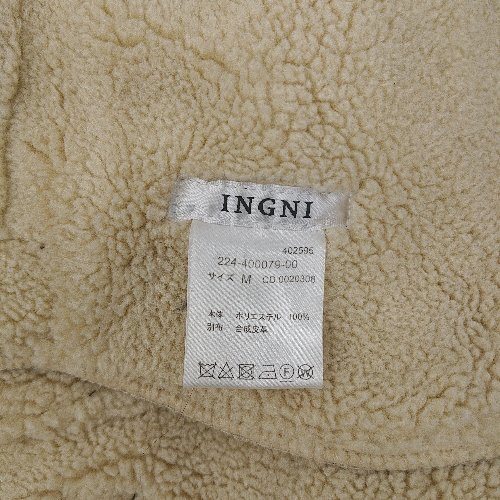 INGNI
402595
224-400079-00
サイズ M CD.0020308
本体 ポリエステル 100%
別布 合成皮革